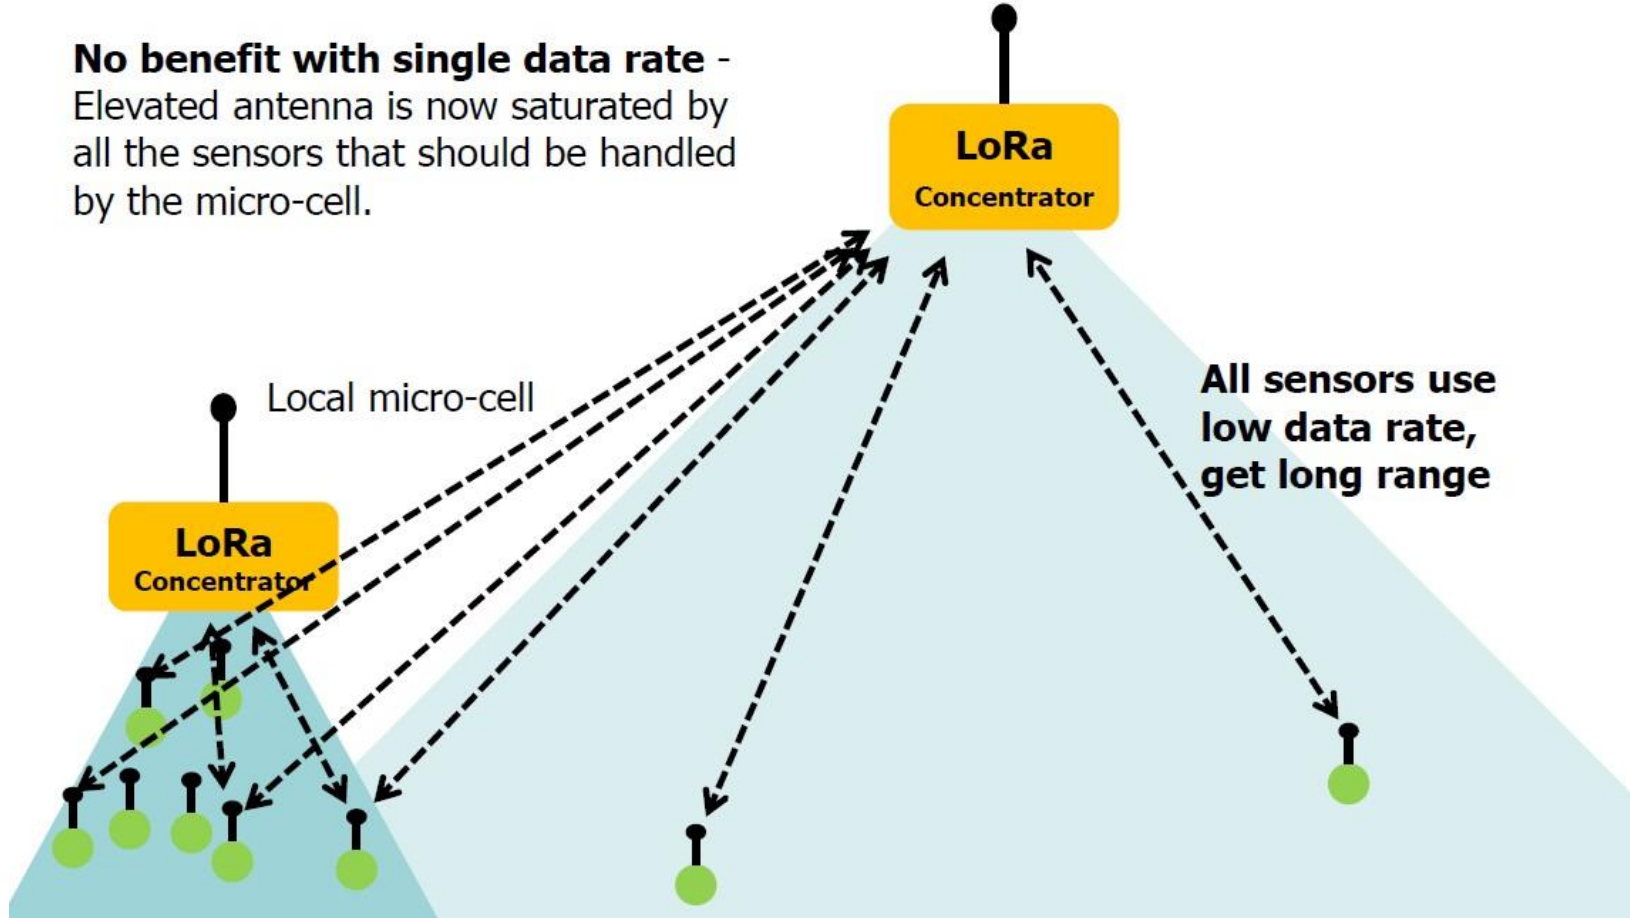 No benefit with single data rate -
Elevated antenna is now saturated by
all the sensors that should be handled
by the micro-cell.
LoRa
Concentrator
Local micro-cell
All sensors use
low data rate,
get long range
LoRa
Concentrator